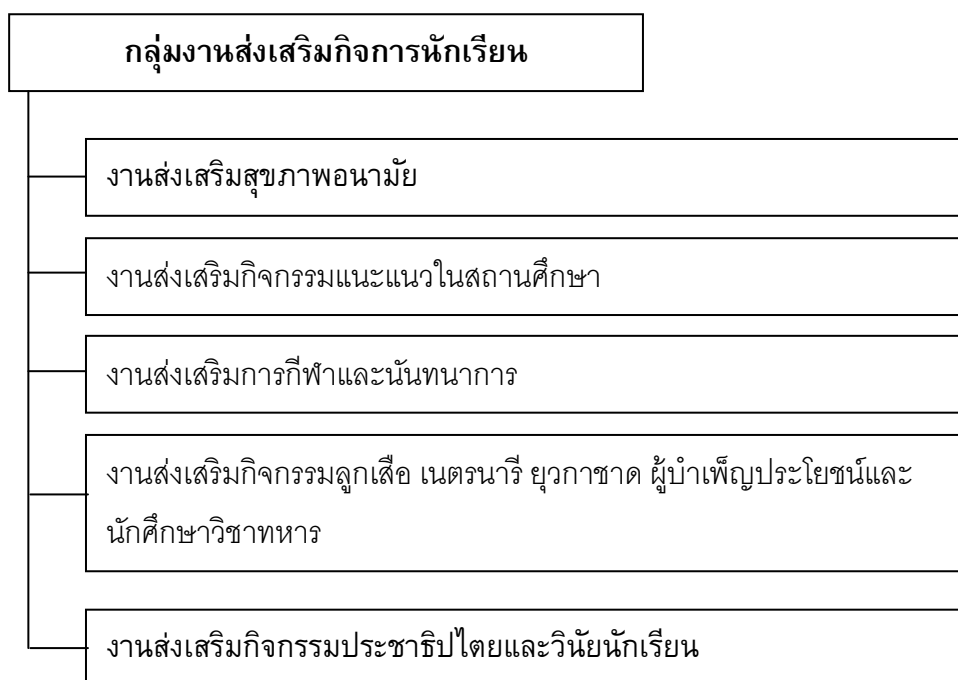 กลุ่มงานส่งเสริมกิจการนักเรียน
งานส่งเสริมสุขภาพอนามัย
งานส่งเสริมกิจกรรมแนะแนวในสถานศึกษา
งานส่งเสริมการกีฬาและนันทนาการ
งานส่งเสริมกิจกรรมลูกเสือ เนตรนารี ยุวกาชาด ผู้บำเพ็ญประโยชน์และ
นักศึกษาวิชาทหาร
งานส่งเสริมกิจกรรมประชาธิปไตยและวินัยนักเรียน